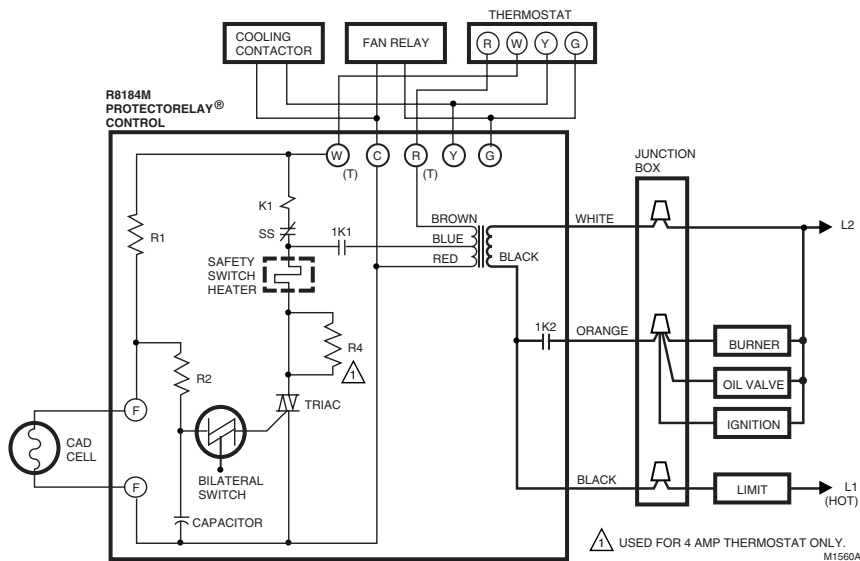 THERMOSTAT
COOLING
CONTACTOR
FAN RELAY
R W Y G
R8184M
PROTECTORELAY®
CONTROL
W C R Y G
(T) (T)
JUNCTION
BOX
K1
SS
1K1
R1
BROWN
BLUE
RED
WHITE
BLACK
L2
SAFETY
SWITCH
HEATER
1K2
ORANGE
BURNER
R4
1
R2
OIL VALVE
TRIAC
IGNITION
F
CAD
CELL
F
BILATERAL
SWITCH
CAPACITOR
BLACK
LIMIT
L1
(HOT)
1 USED FOR 4 AMP THERMOSTAT ONLY.
M1560A